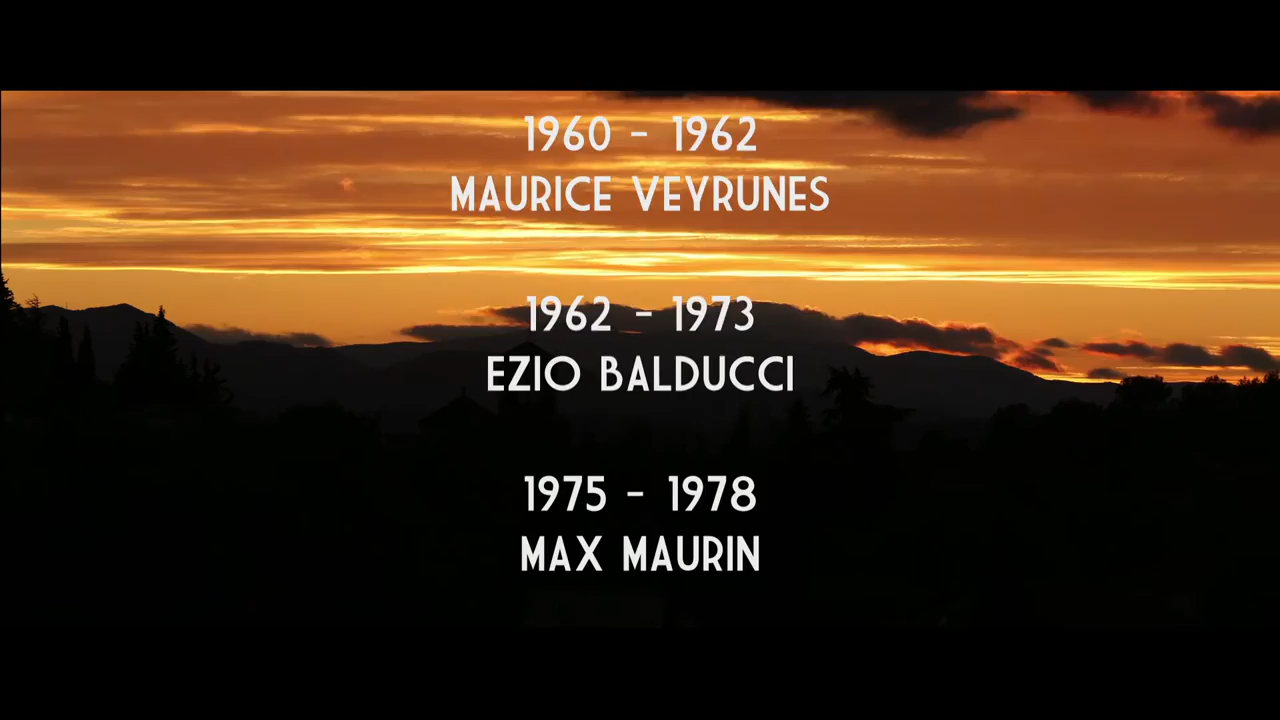 1960 - 1962
MAURICE VEYRUNES
1962 - 1973
EZIO BALDUCCI
1975 - 1978
MAX MAURIN